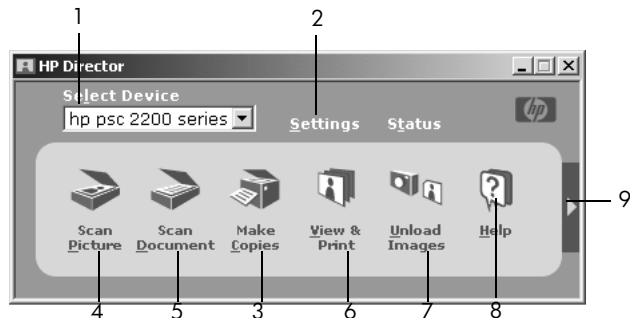 1 2
HP Director
Select Device
hp psc 2200 series
Settings Status
hp
Scan Picture
Scan Document
Make Copies
View & Print
Unload Images
Help
9
4 5 3 6 7 8